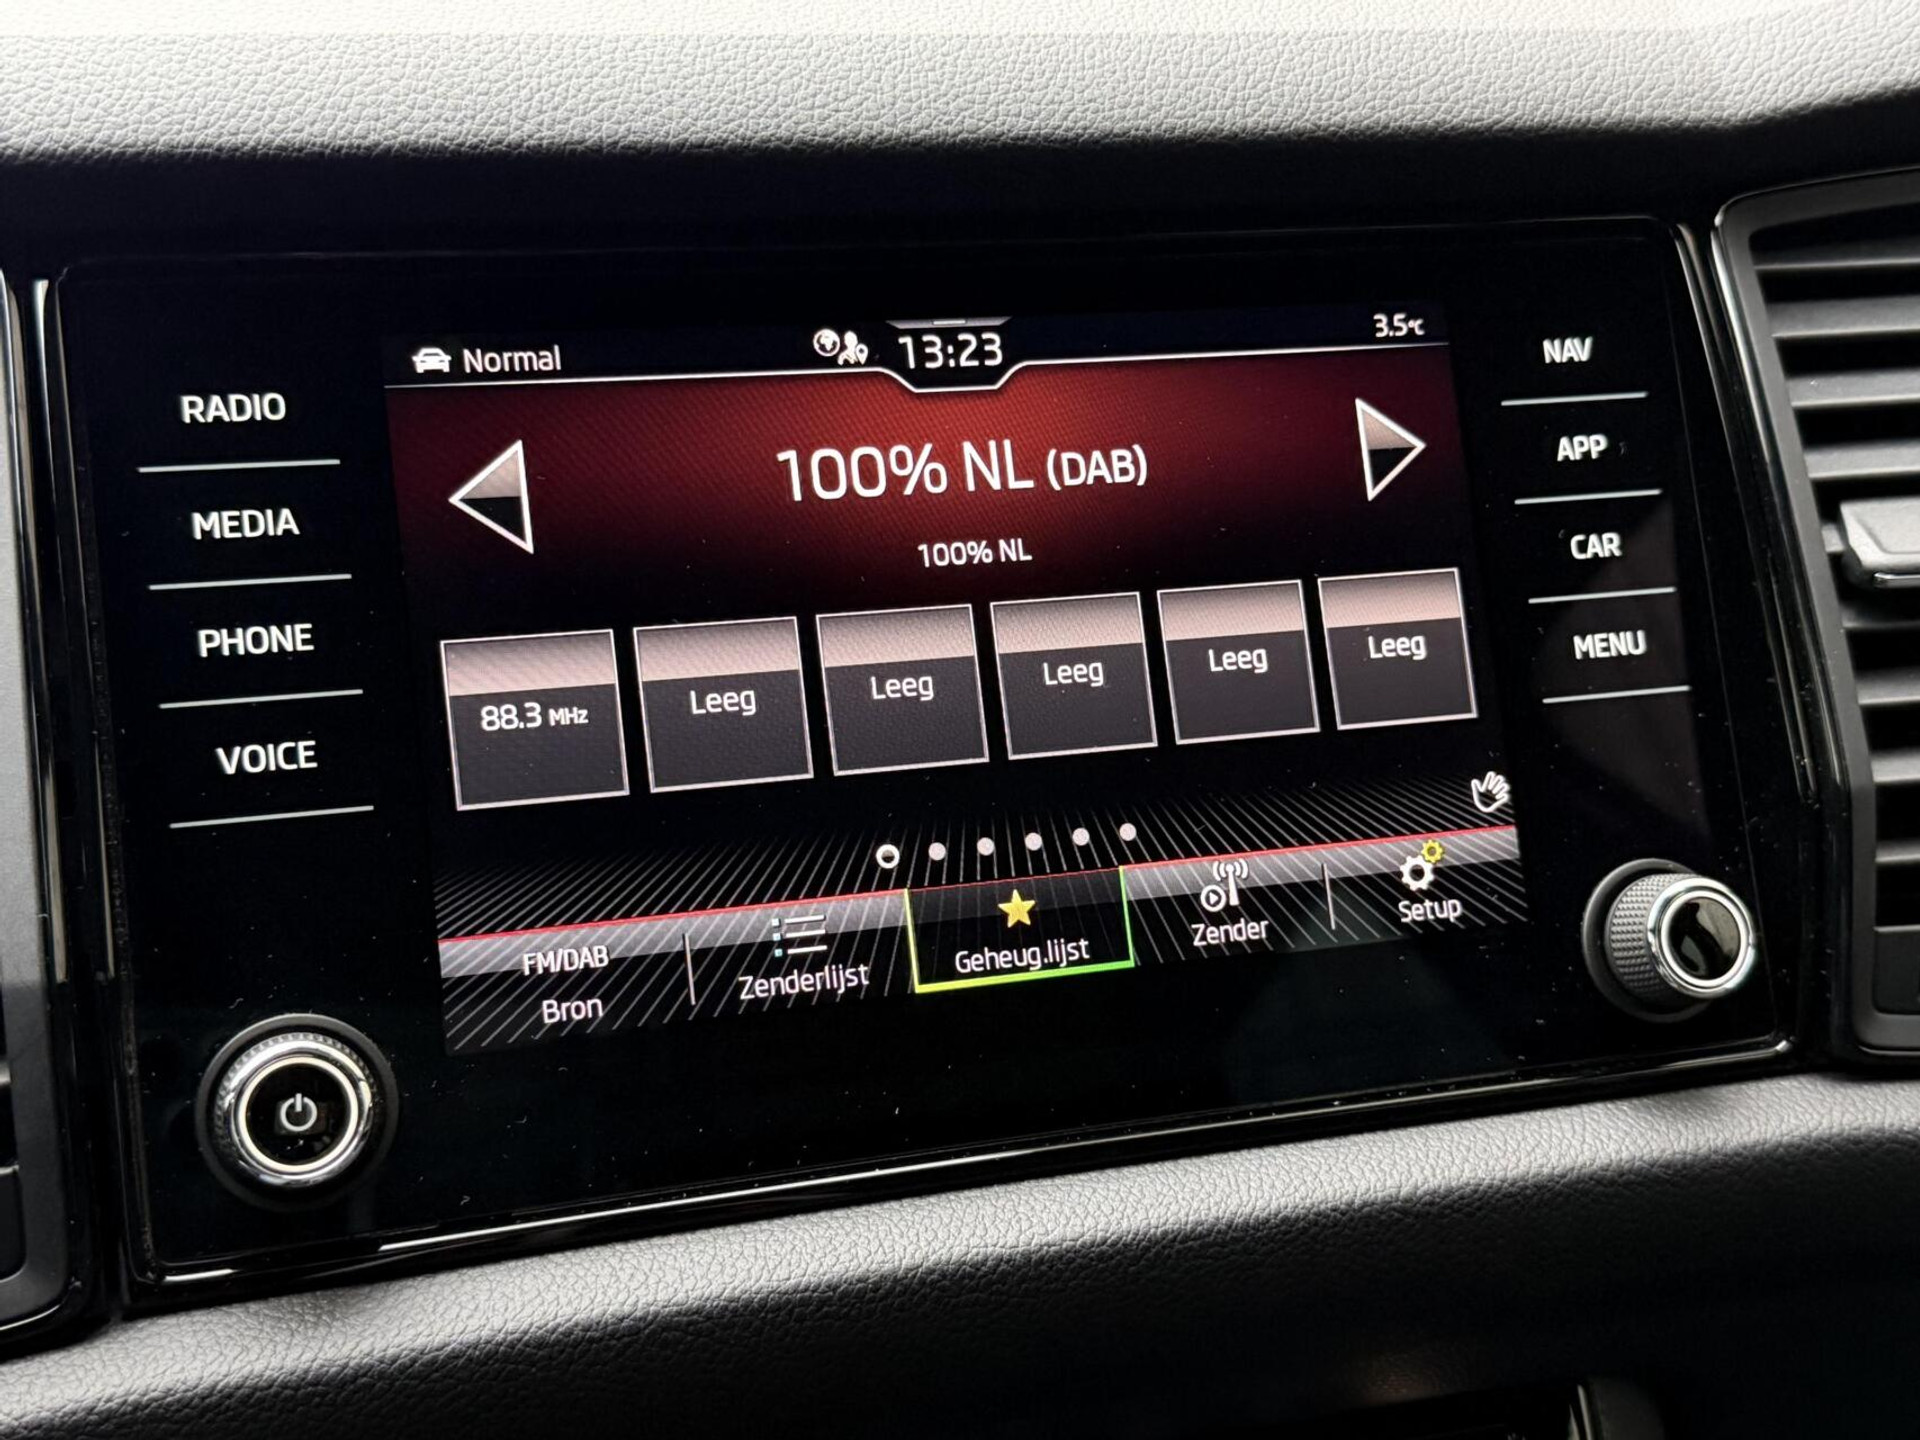 Normal
13:23
3.5°C
RADIO
MEDIA
PHONE
VOICE
100% NL (DAB)
100% NL
88.3 MHz
Leeg
Leeg
Leeg
Leeg
Leeg
FM/DAB
Bron
Zenderlijst
Geheug.lijst
Zender
Setup
NAV
APP
CAR
MENU